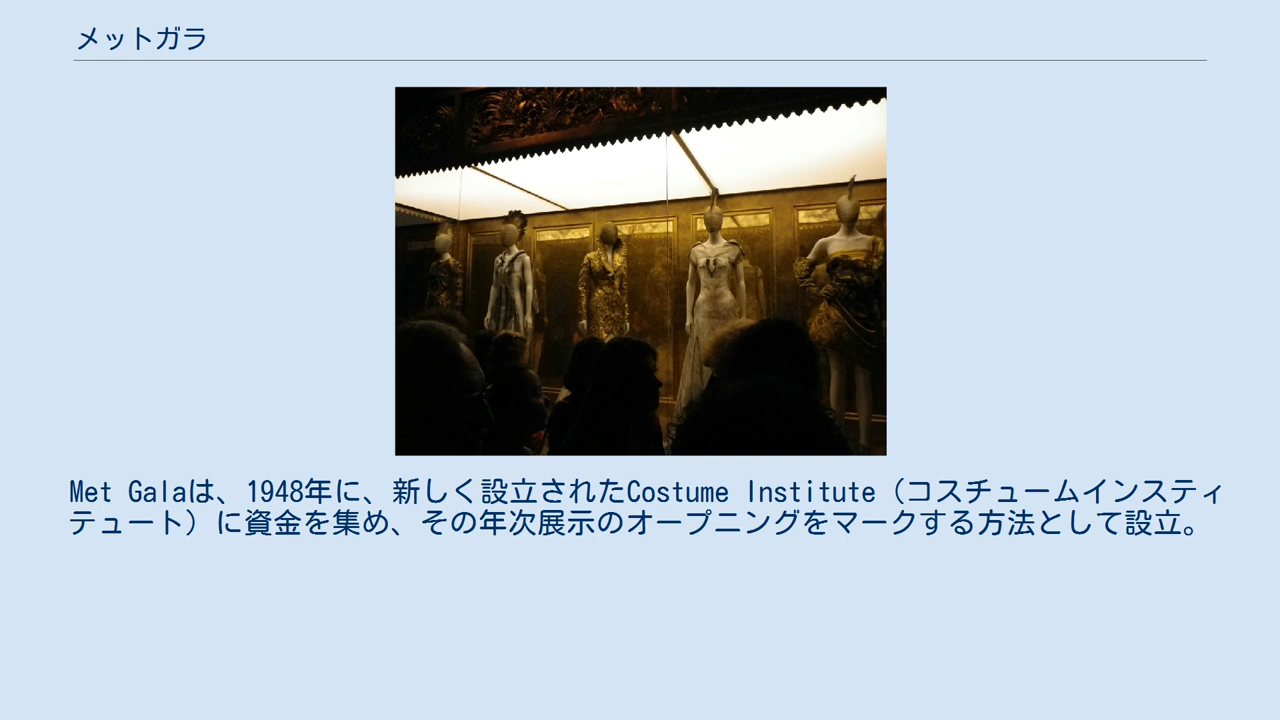 メットガラ
Met Galaは、1948年に、新しく設立されたCostume Institute（コスチュームインスティ
テュート）に資金を集め、その年次展示のオープニングをマークする方法として設立。